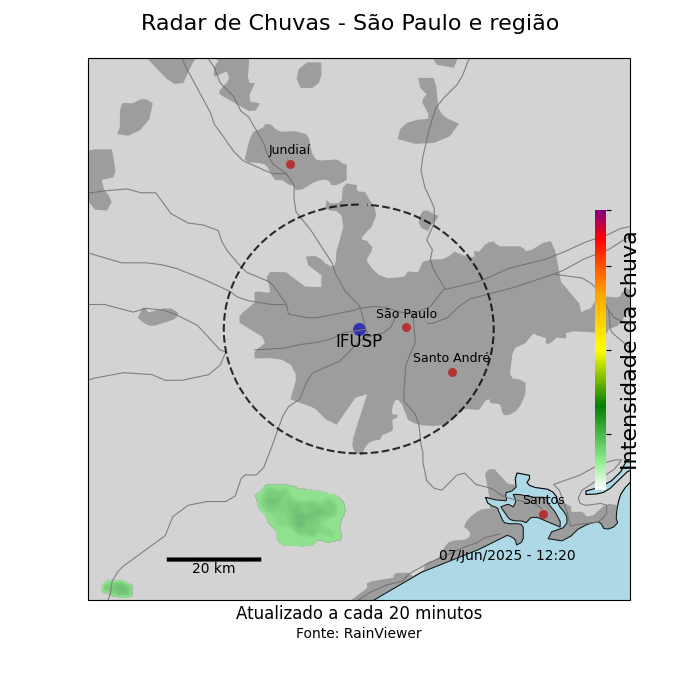 Radar de Chuvas - São Paulo e região
Jundiaí
São Paulo
IFUSP
Santo André
Intensidade da chuva
Santos
07/Jun/2025 - 12:20
20 km
Atualizado a cada 20 minutos
Fonte: RainViewer